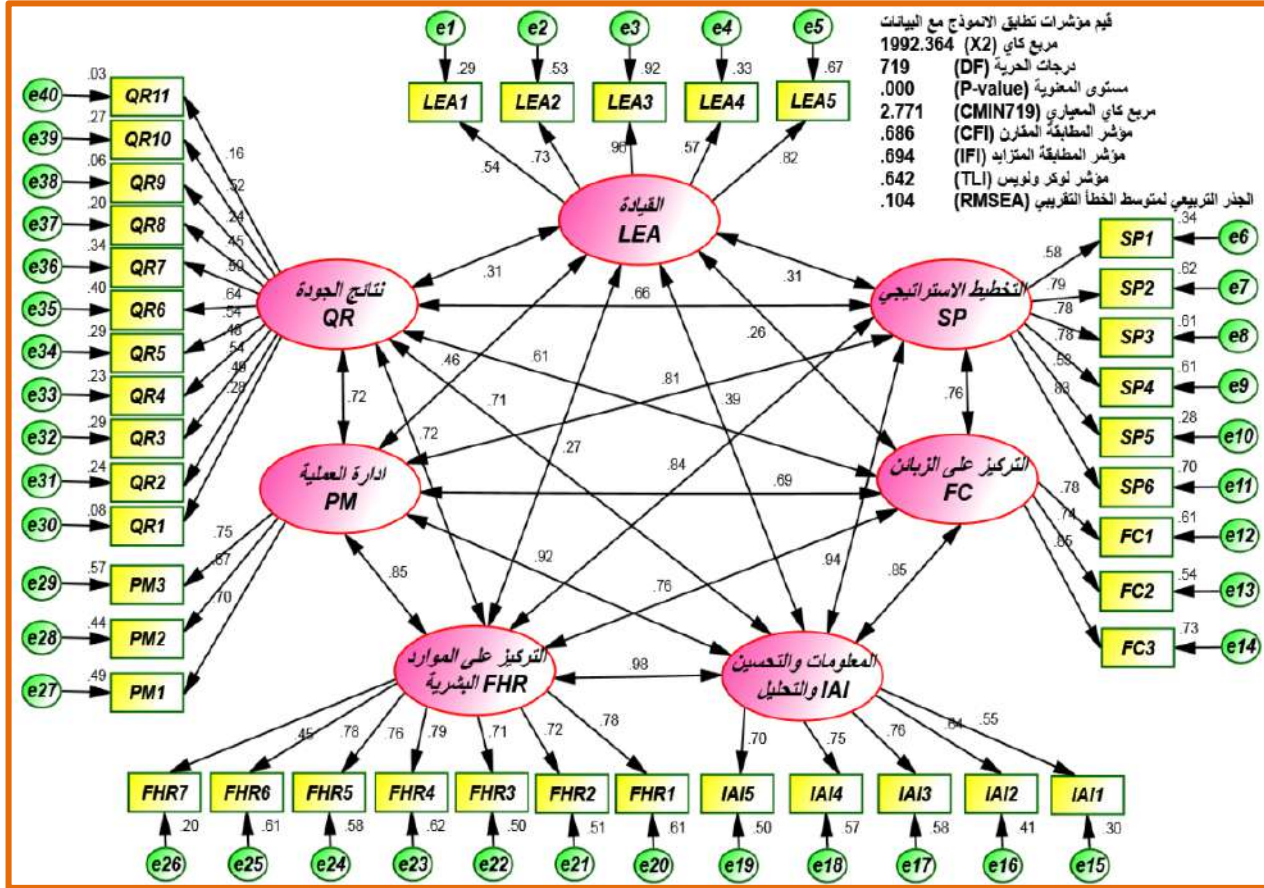 قيم مؤشرات تطابق الانموذج مع البيانات
مربع كاي (X2) 1992.364
درجات الحرية (DF) 719
مستوى المعنوية (P-value) .000
مربع كاي المعياري (CMIN719) 2.771
مؤشر المطابقة المقارن (CFI) .686
مؤشر المطابقة المتزايد (IFI) .694
مؤشر توكر ولويس (TLI) .642
الجذر التربيعي لمتوسط الخطأ التقريبي (RMSEA) .104
e1 e2 e3 e4 e5
.29 .53 .92 .33 .67
LEA1 LEA2 LEA3 LEA4 LEA5
.54 .73 .96 .57 .82
القيادة
LEA
e40 .03 QR11
e39 .27 QR10
e38 .06 QR9
e37 .20 QR8
e36 .34 QR7
e35 .40 QR6
e34 .29 QR5
e33 .23 QR4
e32 .29 QR3
e31 .24 QR2
e30 .08 QR1
.16
.52
.24
.45
.59
.64
.54
.48
.54
.49
.28
نتائج الجودة
QR
التخطيط الاستراتيجي
SP
.58
.79
.78
.78
.53
.83
SP1 .34 e6
SP2 .62 e7
SP3 .61 e8
SP4 .61 e9
SP5 .28 e10
SP6 .70 e11
.31 .31
.66
.46 .61 .26
.72 .71 .81 .39 .76
.72 .27 .84 .69
.92 .76 .94 .85
.85
.98
ادارة العملية
PM
التركيز على الزبائن
FC
.78
.74
.85
FC1 .61 e12
FC2 .54 e13
FC3 .73 e14
.75
.67
.70
e29 .57 PM3
e28 .44 PM2
e27 .49 PM1
التركيز على الموارد
البشرية FHR
المعلومات والتحسين
والتحليل IAI
.45 .78 .76 .79 .71 .72 .78 .70 .75 .76 .64 .55
FHR7 FHR6 FHR5 FHR4 FHR3 FHR2 FHR1 IAI5 IAI4 IAI3 IAI2 IAI1
.20 .61 .58 .62 .50 .51 .61 .50 .57 .58 .41 .30
e26 e25 e24 e23 e22 e21 e20 e19 e18 e17 e16 e15